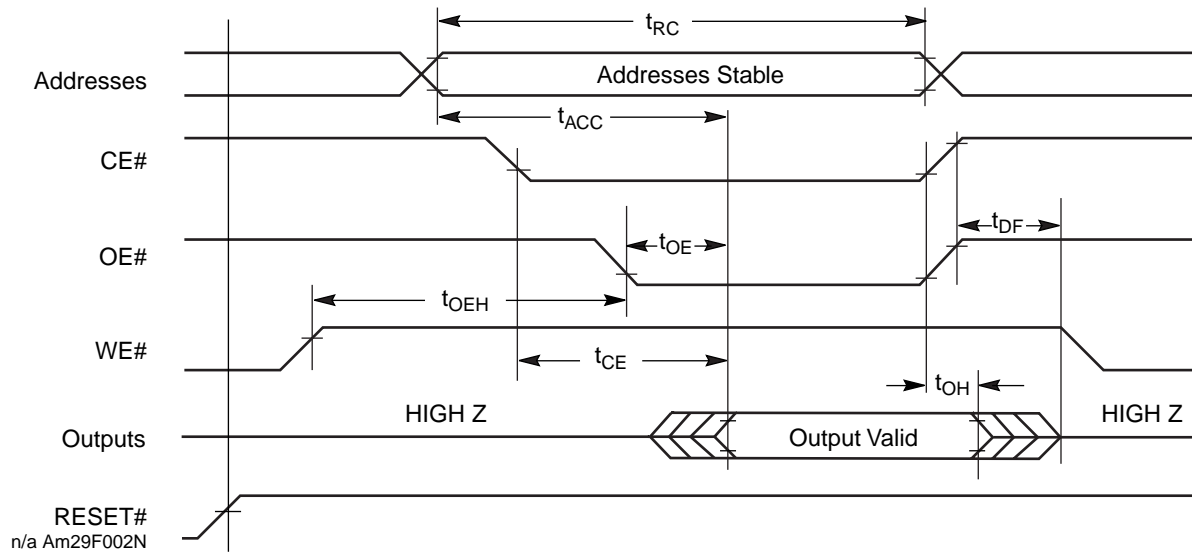 tRC
Addresses
Addresses Stable
tACC
CE#
tDF
OE#
tOE
tOEH
WE#
tCE
tOH
HIGH Z
HIGH Z
Outputs
Output Valid
RESET#
n/a Am29F002N